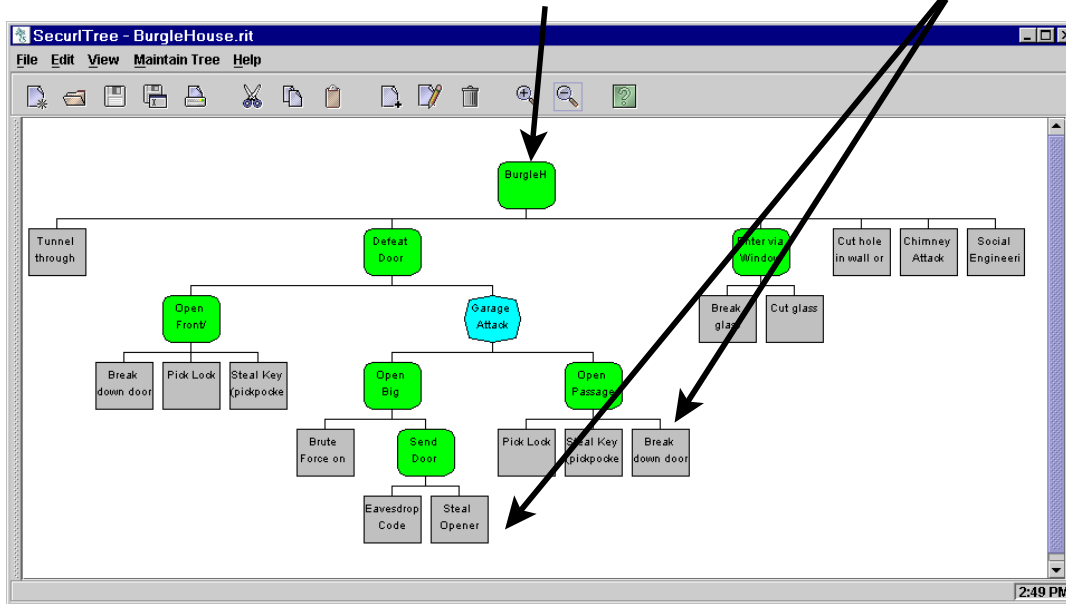 SecurITree - BurgleHouse.rit
File Edit View Maintain Tree Help
BurgleH
Tunnel
through
Defeat
Door
Enter via
Window
Cut hole
in wall or
Chimney
Attack
Social
Engineeri
Open
Front/
Garage
Attack
Break
glass
Cut glass
Break
down door
Pick Lock
Steal Key
(pickpocke
Open
Big
Open
Passage
Brute
Force on
Send
Door
Pick Lock
Steal Key
(pickpocke
Break
down door
Eavesdrop
Code
Steal
Opener
2:49 PM